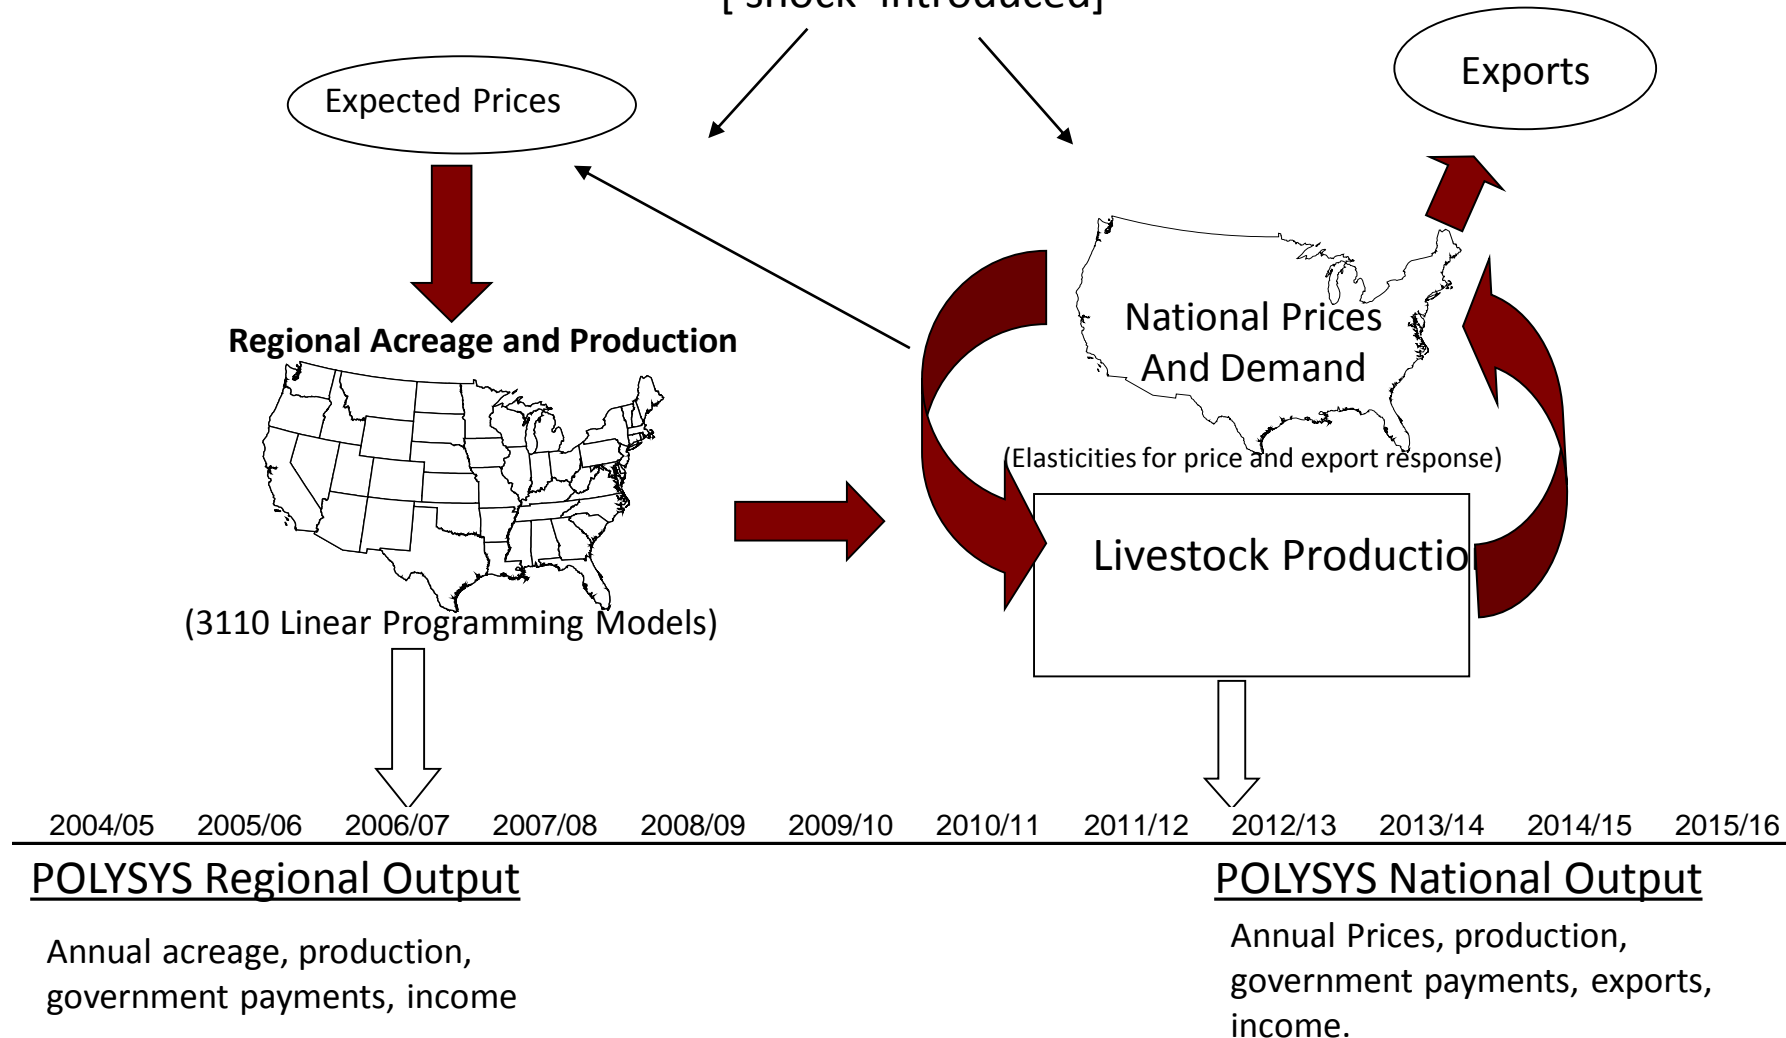 [ shock introduced]
Expected Prices
Exports
Regional Acreage and Production
National Prices
And Demand
(Elasticities for price and export response)
Livestock Productio
(3110 Linear Programming Models)
2004/05 2005/06 2006/07 2007/08 2008/09 2009/10 2010/11 2011/12 2012/13 2013/14 2014/15 2015/16
POLYSYS Regional Output
Annual acreage, production,
government payments, income
POLYSYS National Output
Annual Prices, production,
government payments, exports,
income.